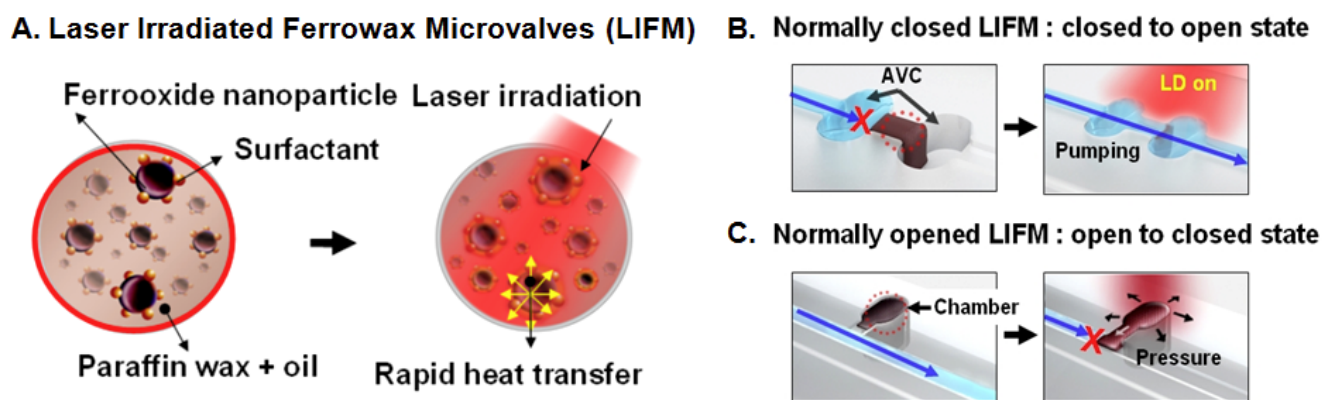 A. Laser Irradiated Ferrowax Microvalves (LIFM)
Ferrooxide nanoparticle
Laser irradiation
Surfactant
Paraffin wax + oil
Rapid heat transfer
B. Normally closed LIFM : closed to open state
AVC
X
LD on
Pumping
C. Normally opened LIFM : open to closed state
Chamber
X
Pressure